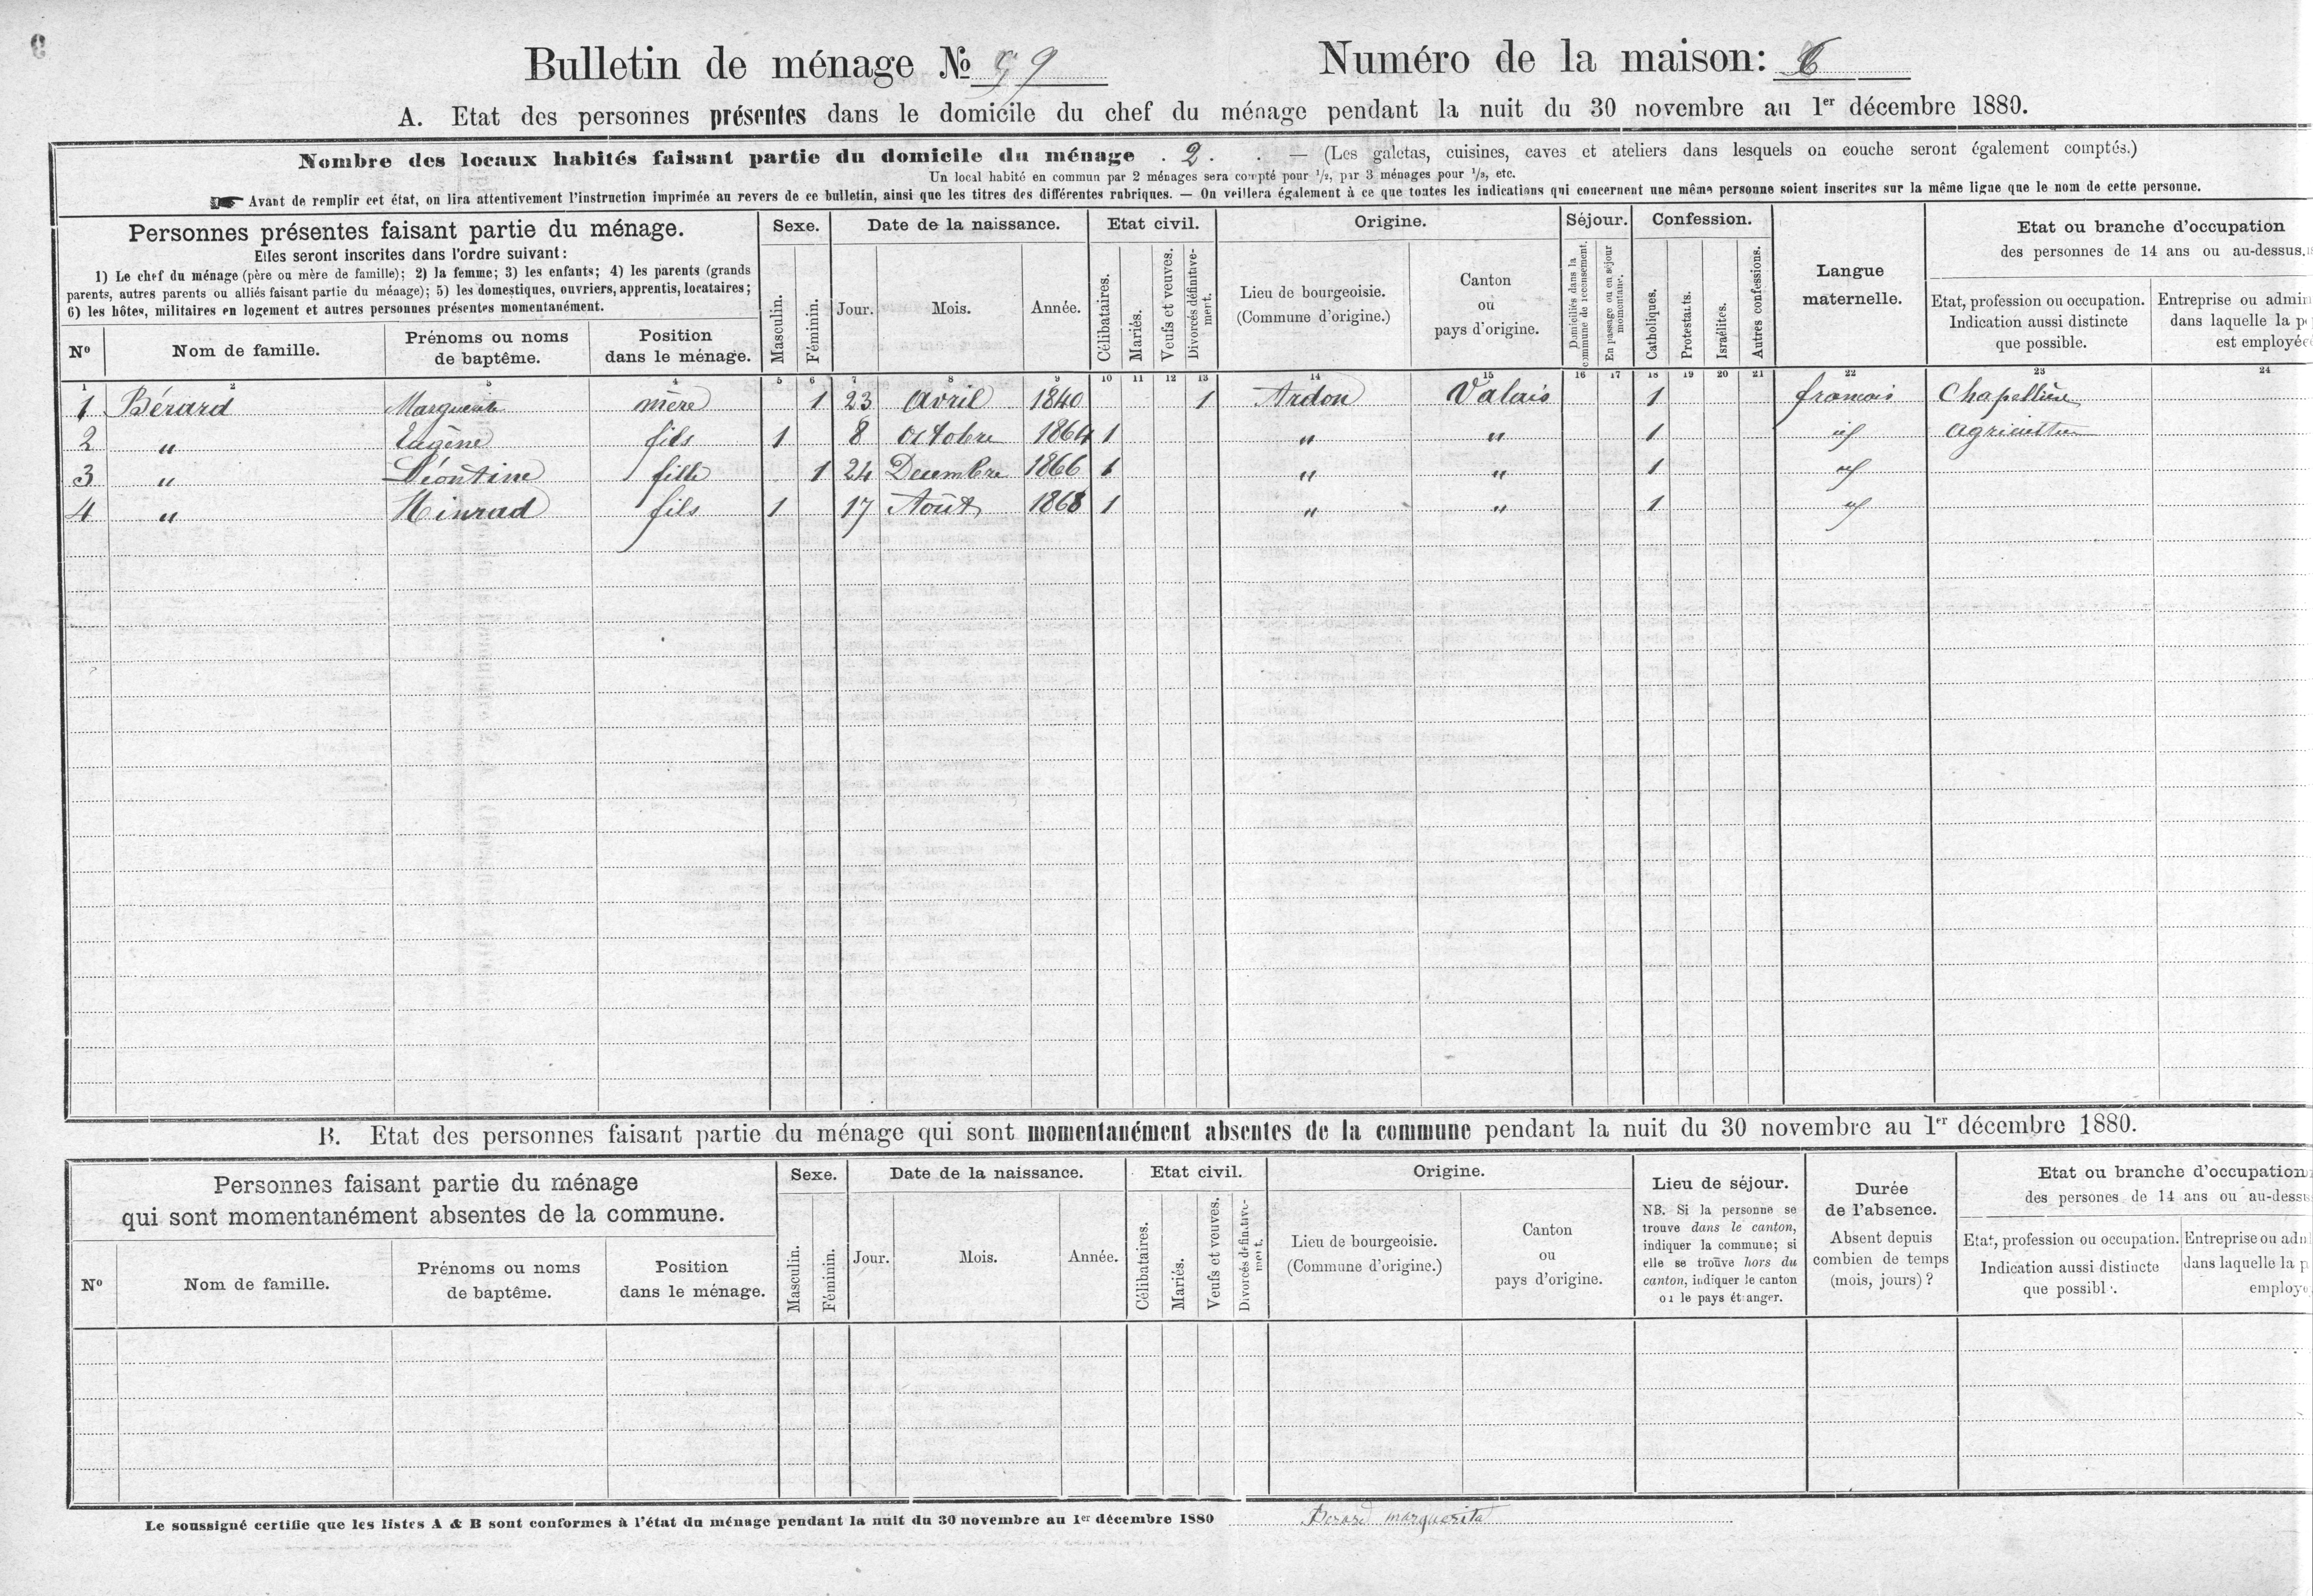 Bulletin de ménage № 59
Numéro de la maison: 6
A. Etat des personnes présentes dans le domicile du chef du ménage pendant la nuit du 30 novembre au 1er décembre 1880.
Nombre des locaux habités faisant partie du domicile du ménage . 2 . . — (Les galetas, cuisines, caves et ateliers dans lesquels on couche seront également comptés.)
Un local habité en commun par 2 ménages sera compté pour 1/2, par 3 ménages pour 1/3, etc.
Avant de remplir cet état, on lira attentivement l'instruction imprimée au revers de ce bulletin, ainsi que les titres des différentes rubriques. — On veillera également à ce que toutes les indications qui concernent une même personne soient inscrites sur la même ligne que le nom de cette personne.
Personnes présentes faisant partie du ménage.
Elles seront inscrites dans l'ordre suivant:
1) Le chef du ménage (père ou mère de famille); 2) la femme; 3) les enfants; 4) les parents (grands
parents, autres parents ou alliés faisant partie du ménage); 5) les domestiques, ouvriers, apprentis, locataires;
6) les hôtes, militaires en logement et autres personnes présentes momentanément.
Nº Nom de famille. Prénoms ou noms de baptême. Position dans le ménage.
Sexe. Masculin. Féminin.
Date de la naissance. Jour. Mois. Année.
Etat civil. Célibataires. Mariés. Veufs et veuves. Divorcés définitivement.
Origine. Lieu de bourgeoisie. (Commune d'origine.) Canton ou pays d'origine.
Séjour. Domiciliés dans la commune de recensement. En passage ou en séjour momentané.
Confession. Catholiques. Protestants. Israélites. Autres confessions.
Langue maternelle.
Etat ou branche d'occupation
des personnes de 14 ans ou au-dessus.
Etat, profession ou occupation. Indication aussi distincte que possible.
Entreprise ou admin
dans laquelle la p
est employée
1 2 3 4 5 6 7 8 9 10 11 12 13 14 15 16 17 18 19 20 21 22 23 24
1 Bérard Marguerite mère 1 23 Avril 1840 1 Ardon Valais 1 français Chapellière
2 " Eugène fils 1 8 Octobre 1864 1 " " 1 id agriculteur
3 " Léontine fille 1 24 Decembre 1866 1 " " 1 id
4 " Minrad fils 1 17 Août 1868 1 " " 1 id
B. Etat des personnes faisant partie du ménage qui sont momentanément absentes de la commune pendant la nuit du 30 novembre au 1er décembre 1880.
Personnes faisant partie du ménage
qui sont momentanément absentes de la commune.
Nº Nom de famille. Prénoms ou noms de baptême. Position dans le ménage.
Sexe. Masculin. Féminin.
Date de la naissance. Jour. Mois. Année.
Etat civil. Célibataires. Mariés. Veufs et veuves. Divorcés définitivement.
Origine. Lieu de bourgeoisie. (Commune d'origine.) Canton ou pays d'origine.
Lieu de séjour.
NB. Si la personne se
trouve dans le canton,
indiquer la commune; si
elle se trouve hors du
canton, indiquer le canton
ou le pays étranger.
Durée
de l'absence.
Absent depuis
combien de temps
(mois, jours)?
Etat ou branche d'occupation
des persones de 14 ans ou au-dessu
Etat, profession ou occupation. Indication aussi distincte que possibl.
Entreprise ou adn
dans laquelle la p
employé
Le soussigné certifie que les listes A & B sont conformes à l'état du ménage pendant la nuit du 30 novembre au 1er décembre 1880 Berard marguerite